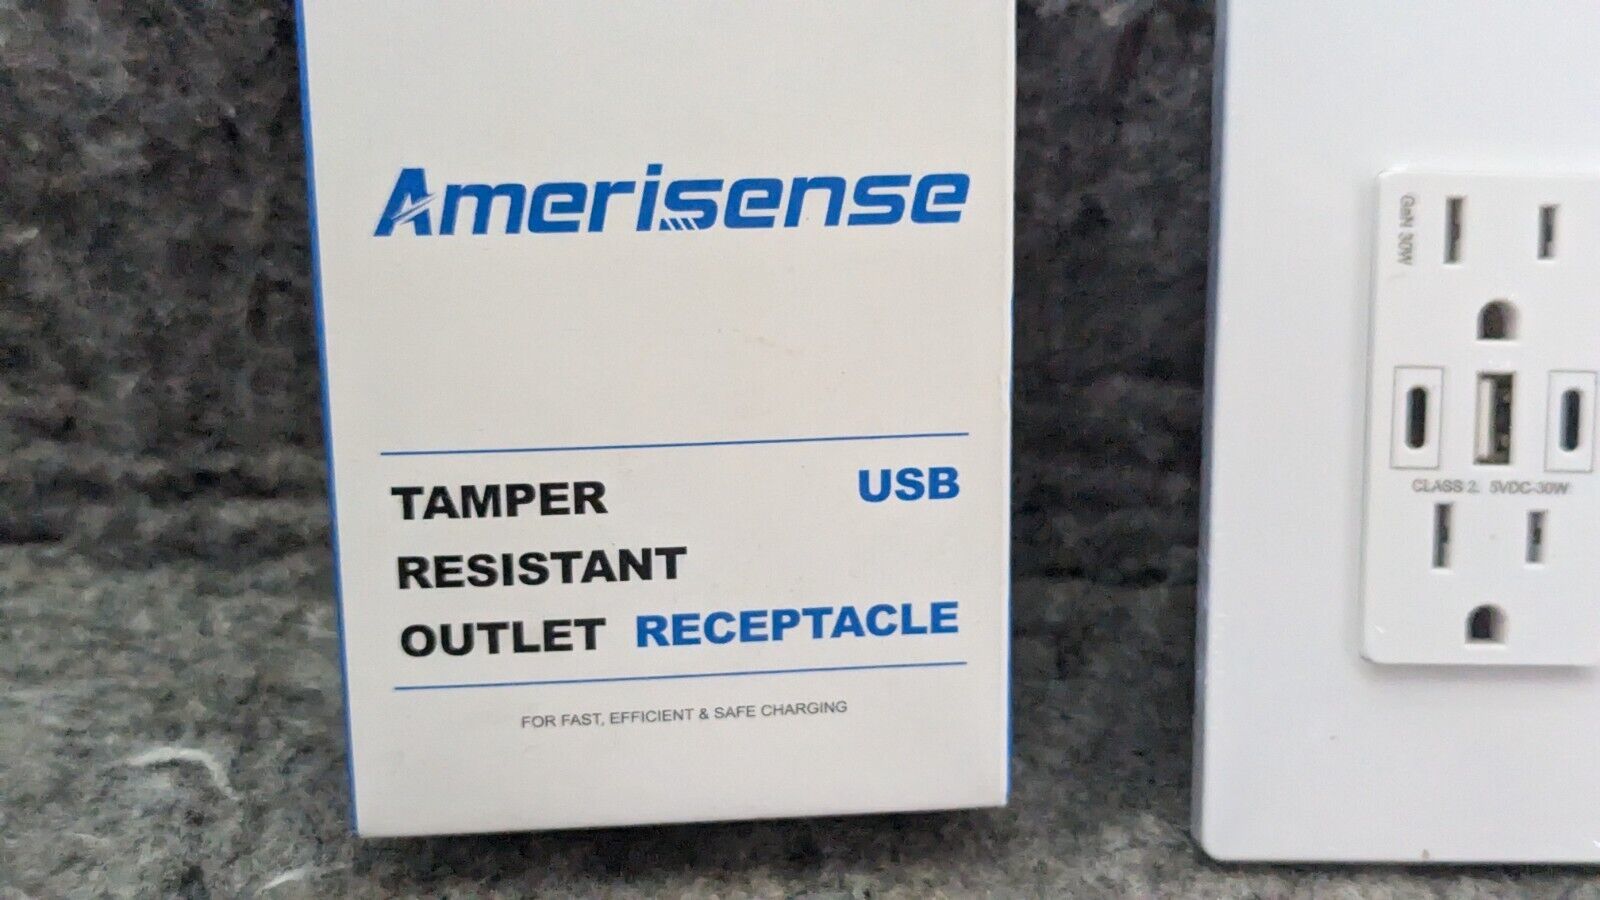 Amerisense
TAMPER USB
RESISTANT
OUTLET RECEPTACLE
FOR FAST, EFFICIENT & SAFE CHARGING
GaN 30W
CLASS 2. 5VDC-30W